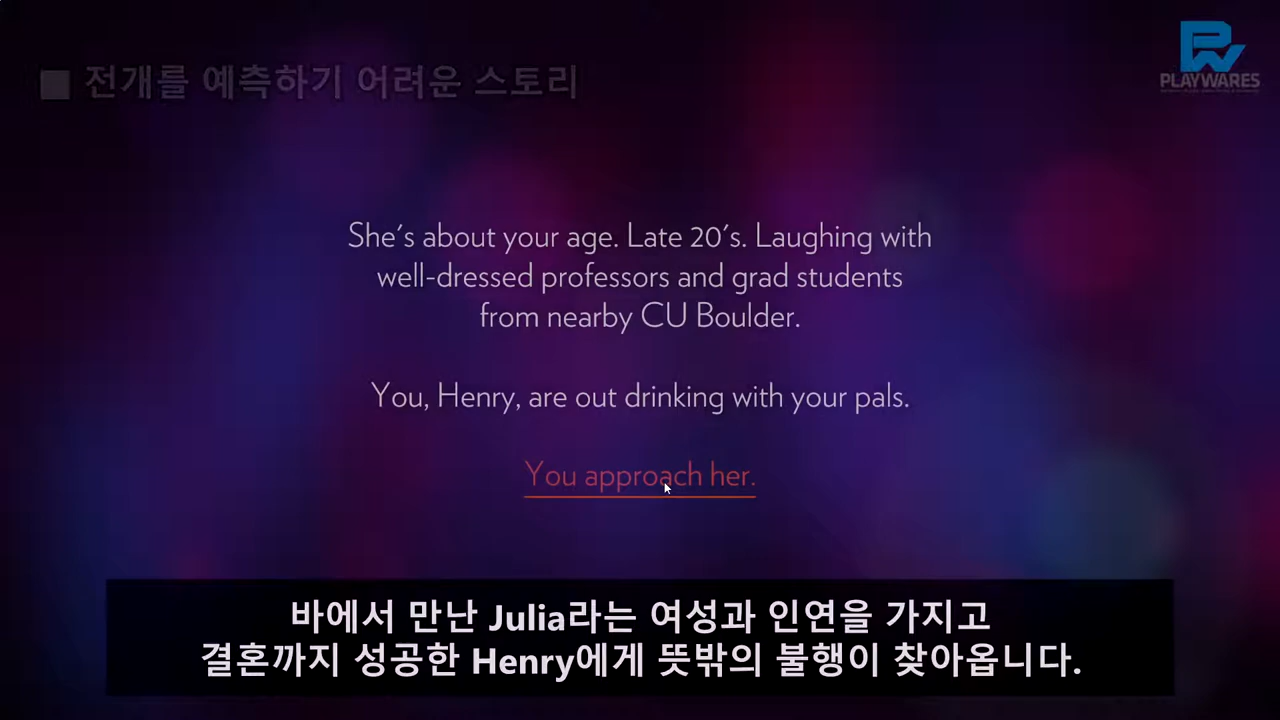 ■ 전개를 예측하기 어려운 스토리
PLAYWARES
She's about your age. Late 20's. Laughing with
well-dressed professors and grad students
from nearby CU Boulder.
You, Henry, are out drinking with your pals.
You approach her.
바에서 만난 Julia라는 여성과 인연을 가지고
결혼까지 성공한 Henry에게 뜻밖의 불행이 찾아옵니다.